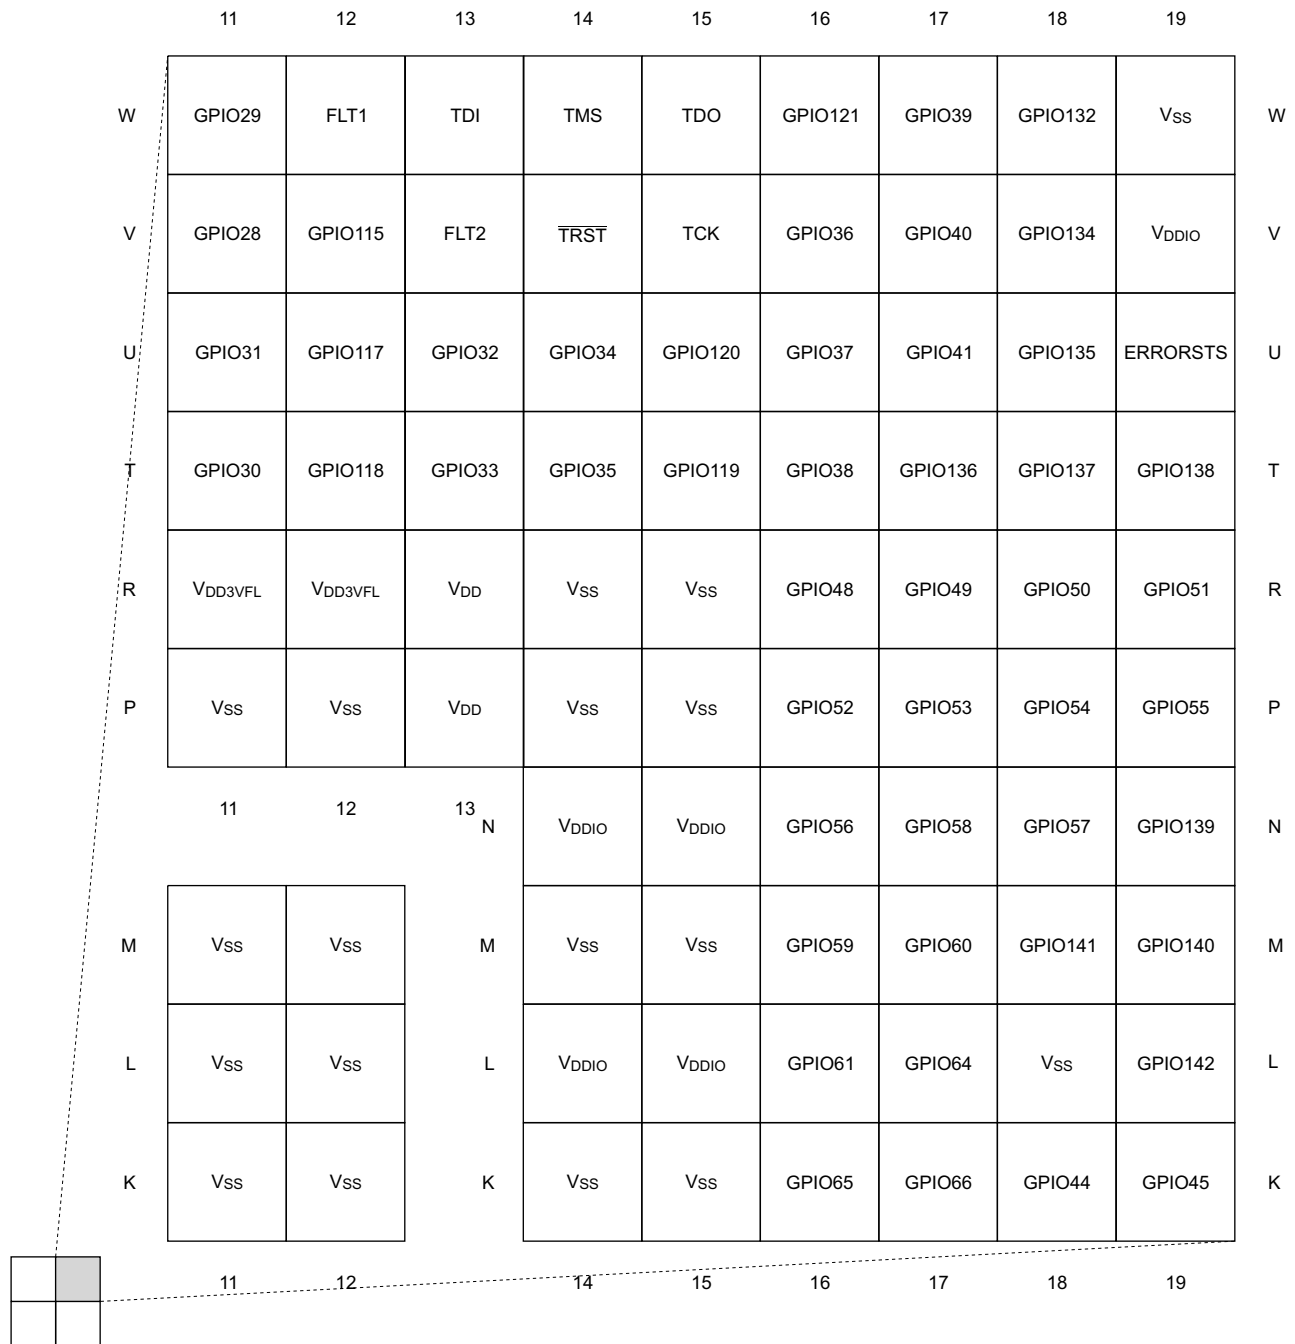 11 12 13 14 15 16 17 18 19
W GPIO29 FLT1 TDI TMS TDO GPIO121 GPIO39 GPIO132 VSS W
V GPIO28 GPIO115 FLT2 T̅R̅S̅T̅ TCK GPIO36 GPIO40 GPIO134 VDDIO V
U GPIO31 GPIO117 GPIO32 GPIO34 GPIO120 GPIO37 GPIO41 GPIO135 ERRORSTS U
T GPIO30 GPIO118 GPIO33 GPIO35 GPIO119 GPIO38 GPIO136 GPIO137 GPIO138 T
R VDD3VFL VDD3VFL VDD VSS VSS GPIO48 GPIO49 GPIO50 GPIO51 R
P VSS VSS VDD VSS VSS GPIO52 GPIO53 GPIO54 GPIO55 P
11 12 13 N VDDIO VDDIO GPIO56 GPIO58 GPIO57 GPIO139 N
M VSS VSS M VSS VSS GPIO59 GPIO60 GPIO141 GPIO140 M
L VSS VSS L VDDIO VDDIO GPIO61 GPIO64 VSS GPIO142 L
K VSS VSS K VSS VSS GPIO65 GPIO66 GPIO44 GPIO45 K
11 12 14 15 16 17 18 19